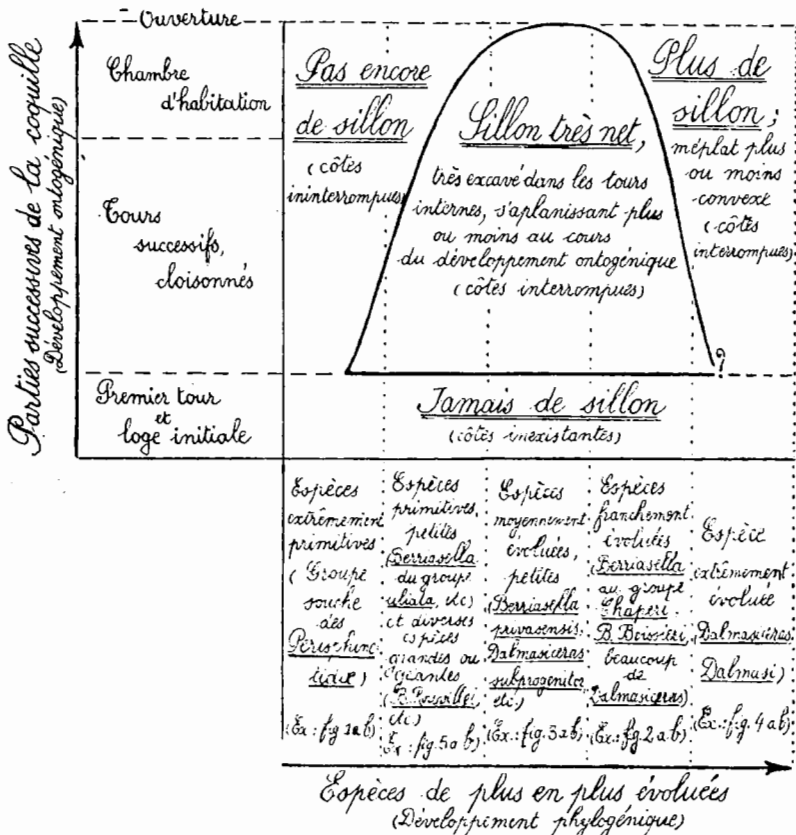 Parties successives de la coquille
(Développement ontogénique)
Ouverture
Chambre
d'habitation
Tours
successifs,
cloisonnés
Premier tour
et
loge initiale
Pas encore
de sillon
(côtes
ininterrompues)
Sillon très net,
très excavé dans les tours
internes, s'aplanissant plus
ou moins au cours
du développement ontogénique
(côtes interrompues)
Plus de
sillon;
méplat plus
ou moins
convexe
(côtes
interrompues)
?
Jamais de sillon
(côtes inexistantes)
Espèces
extrêmement
primitives
(Groupe
souche
des
Perisphinc-
tidæ)
(Ex: fig 1 a b)
Espèces
primitives,
petites
(Berriasella
du groupe
ciliata, etc)
et diverses
espèces
grandes ou
géantes
etc)
Ex: fig. 5 a b)
Espèces
moyennement
évoluées,
petites
(Berriasella
privasensis,
Dalmasiceras
subprogenitor,
etc.)
(Ex.: fig. 3 a b)
Espèces
franchement
évoluées
(Berriasella
au groupe
Chaperi.
B. Boissieri,
beaucoup
de
Dalmasiceras)
(Ex.: fg. 2 a b)
Espèce
extrêmement
évoluée
(Dalmasiceras
Dalmasi)
(Ex.: fig. 4 a b)
Espèces de plus en plus évoluées
(Développement phylogénique)